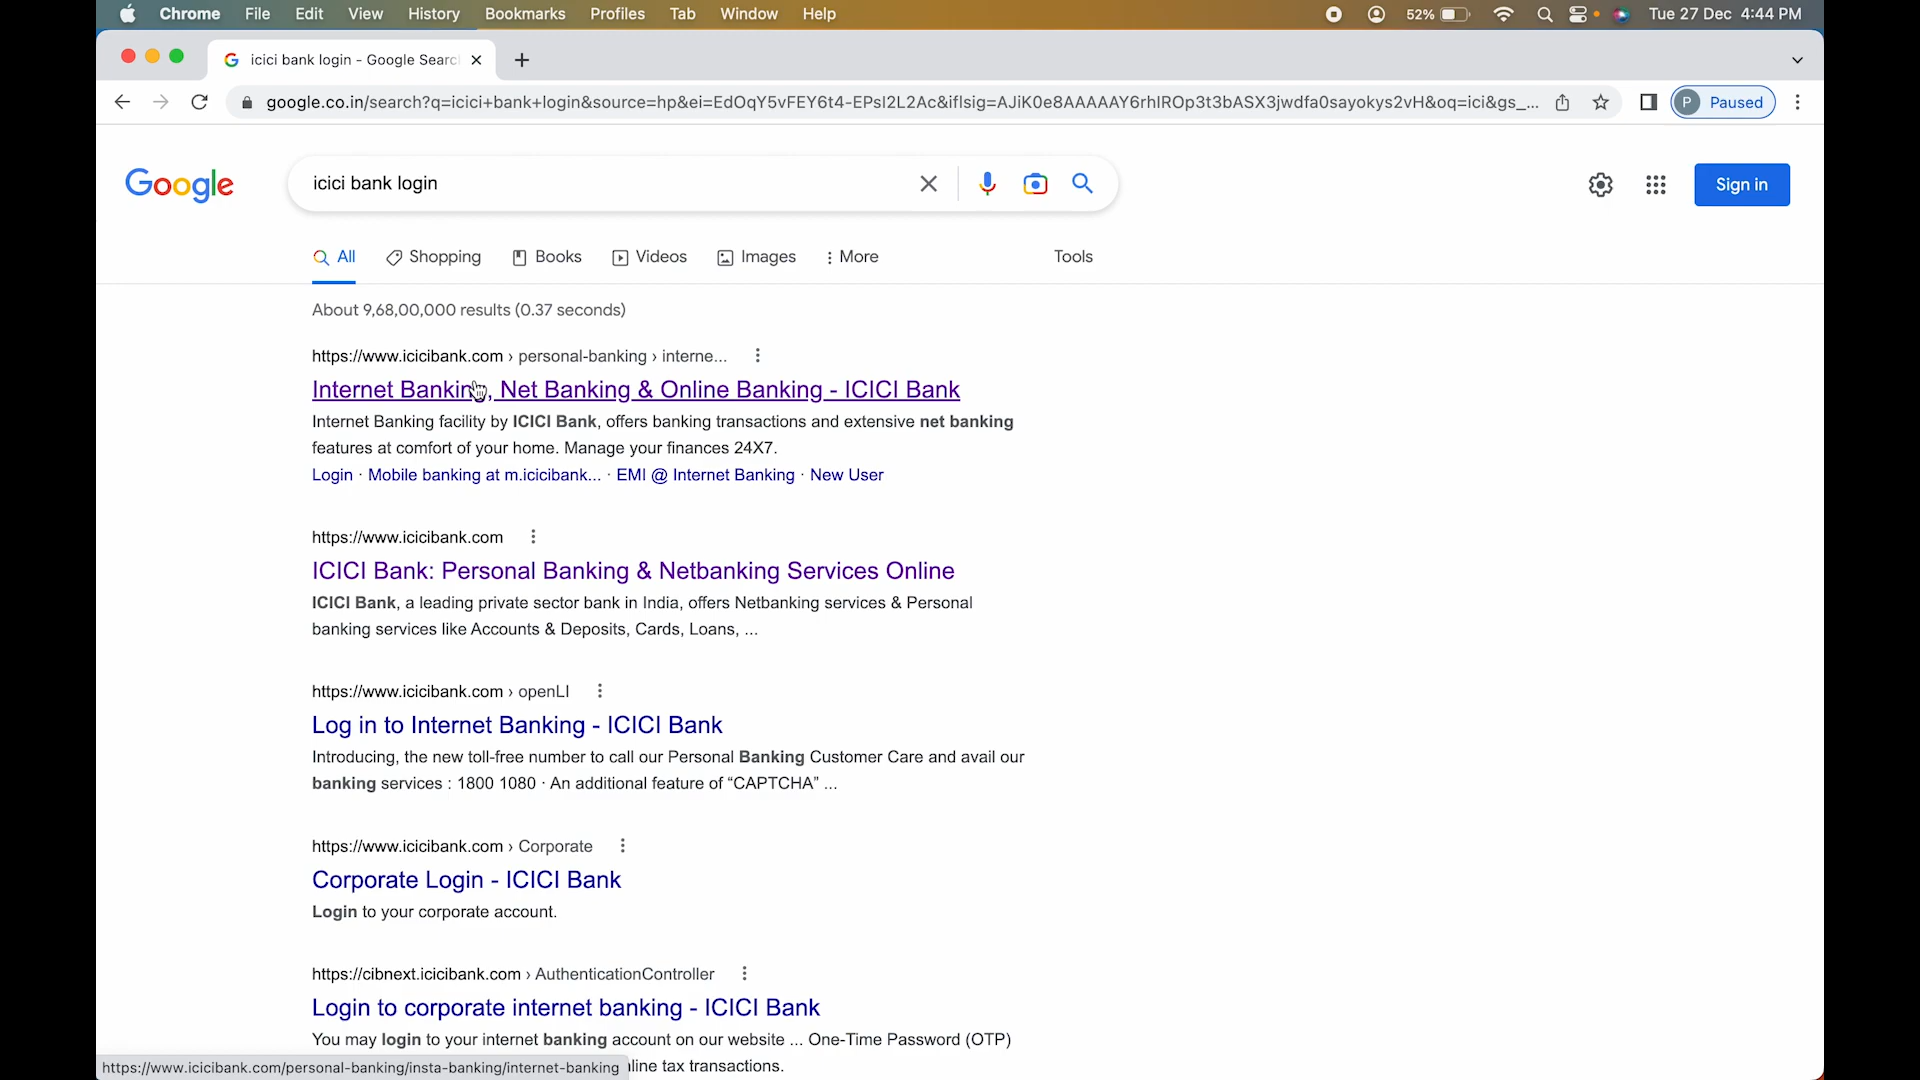 Chrome File Edit View History Bookmarks Profiles Tab Window Help 52% Tue 27 Dec 4:44 PM
icici bank login - Google Searc
google.co.in/search?q=icici+bank+login&source=hp&ei=EdOqY5vFEY6t4-EPsI2L2Ac&iflsig=AJiK0e8AAAAAY6rhIROp3t3bASX3jwdfa0sayokys2vH&oq=ici&gs_... P Paused
Google icici bank login Sign in
All Shopping Books Videos Images More Tools
About 9,68,00,000 results (0.37 seconds)
https://www.icicibank.com › personal-banking › interne...
Internet Banking, Net Banking & Online Banking - ICICI Bank
Internet Banking facility by ICICI Bank, offers banking transactions and extensive net banking
features at comfort of your home. Manage your finances 24X7.
Login · Mobile banking at m.icicibank... · EMI @ Internet Banking · New User
https://www.icicibank.com
ICICI Bank: Personal Banking & Netbanking Services Online
ICICI Bank, a leading private sector bank in India, offers Netbanking services & Personal
banking services like Accounts & Deposits, Cards, Loans, ...
https://www.icicibank.com › openLI
Log in to Internet Banking - ICICI Bank
Introducing, the new toll-free number to call our Personal Banking Customer Care and avail our
banking services : 1800 1080 · An additional feature of “CAPTCHA” ...
https://www.icicibank.com › Corporate
Corporate Login - ICICI Bank
Login to your corporate account.
https://cibnext.icicibank.com › AuthenticationController
Login to corporate internet banking - ICICI Bank
You may login to your internet banking account on our website ... One-Time Password (OTP)
https://www.icicibank.com/personal-banking/insta-banking/internet-banking line tax transactions.